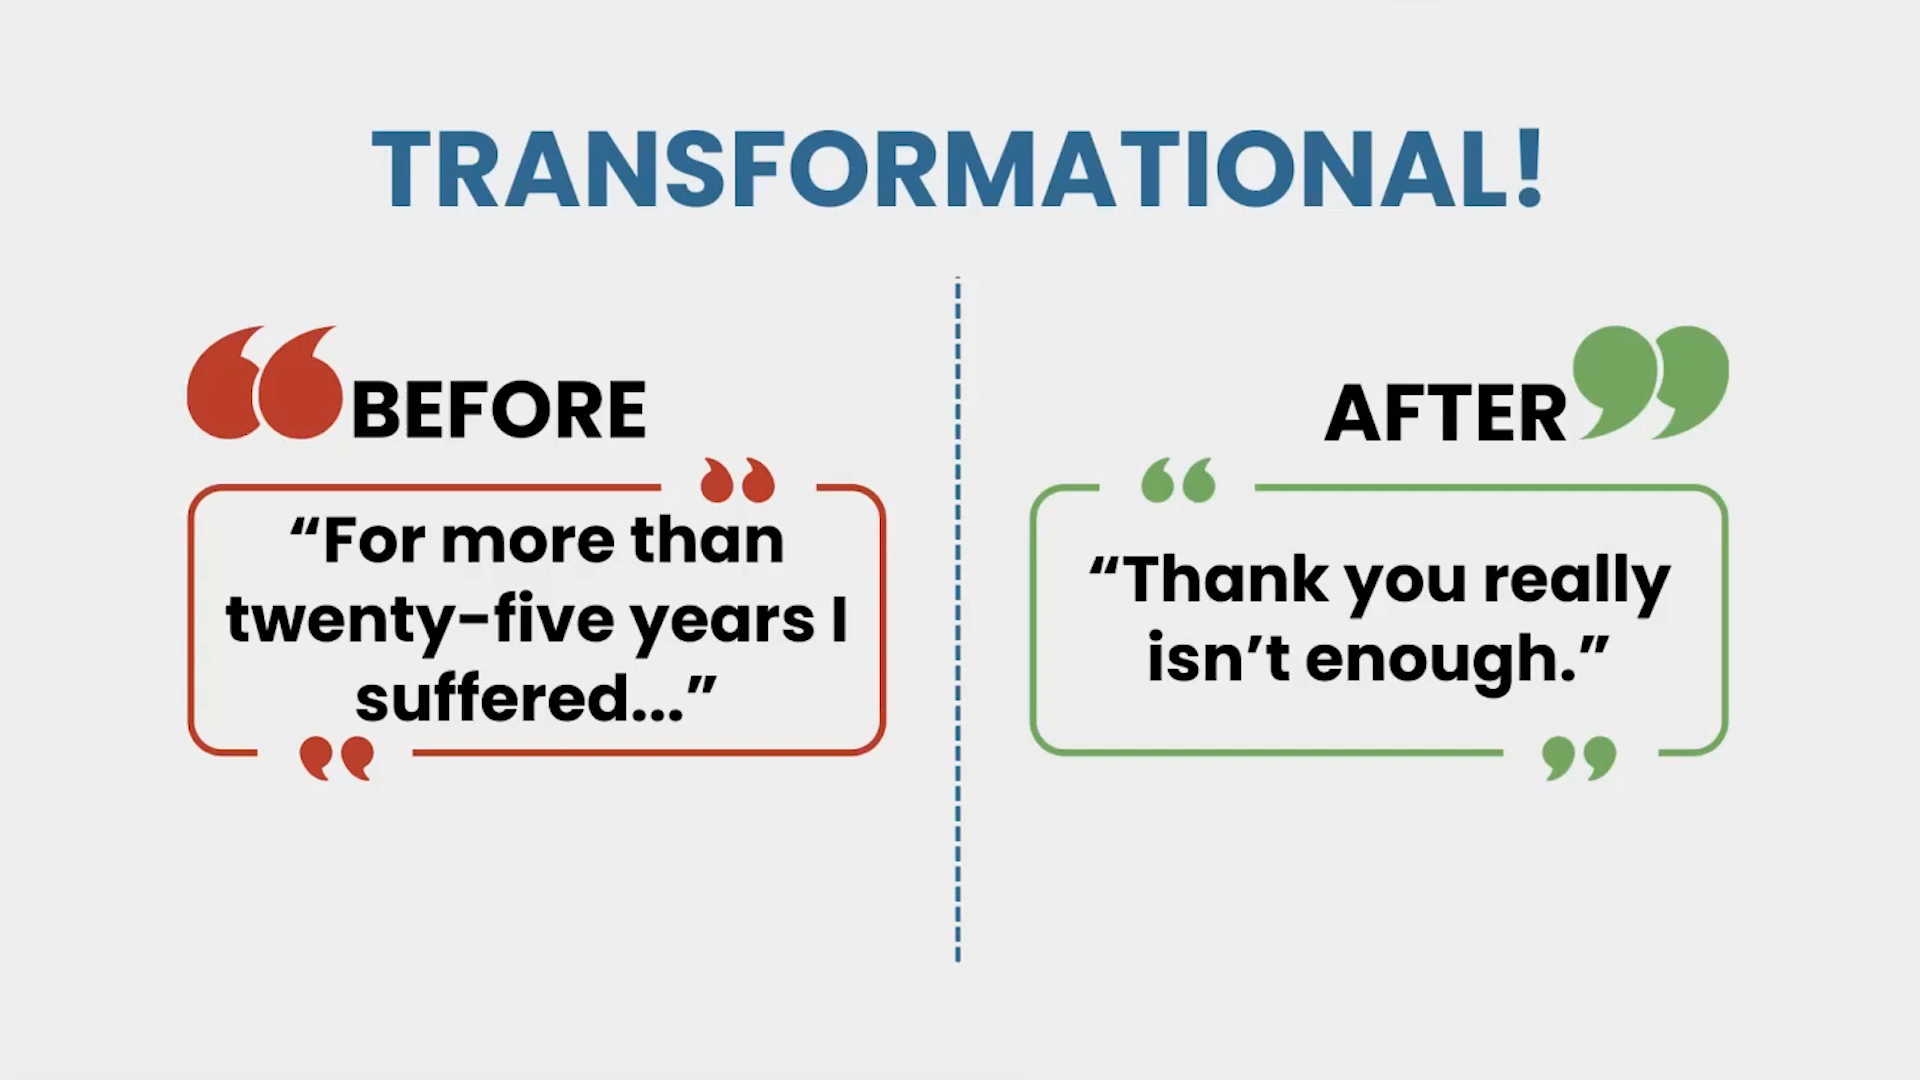 TRANSFORMATIONAL!
BEFORE
“For more than
twenty-five years I
suffered...”
AFTER
“Thank you really
isn’t enough.”